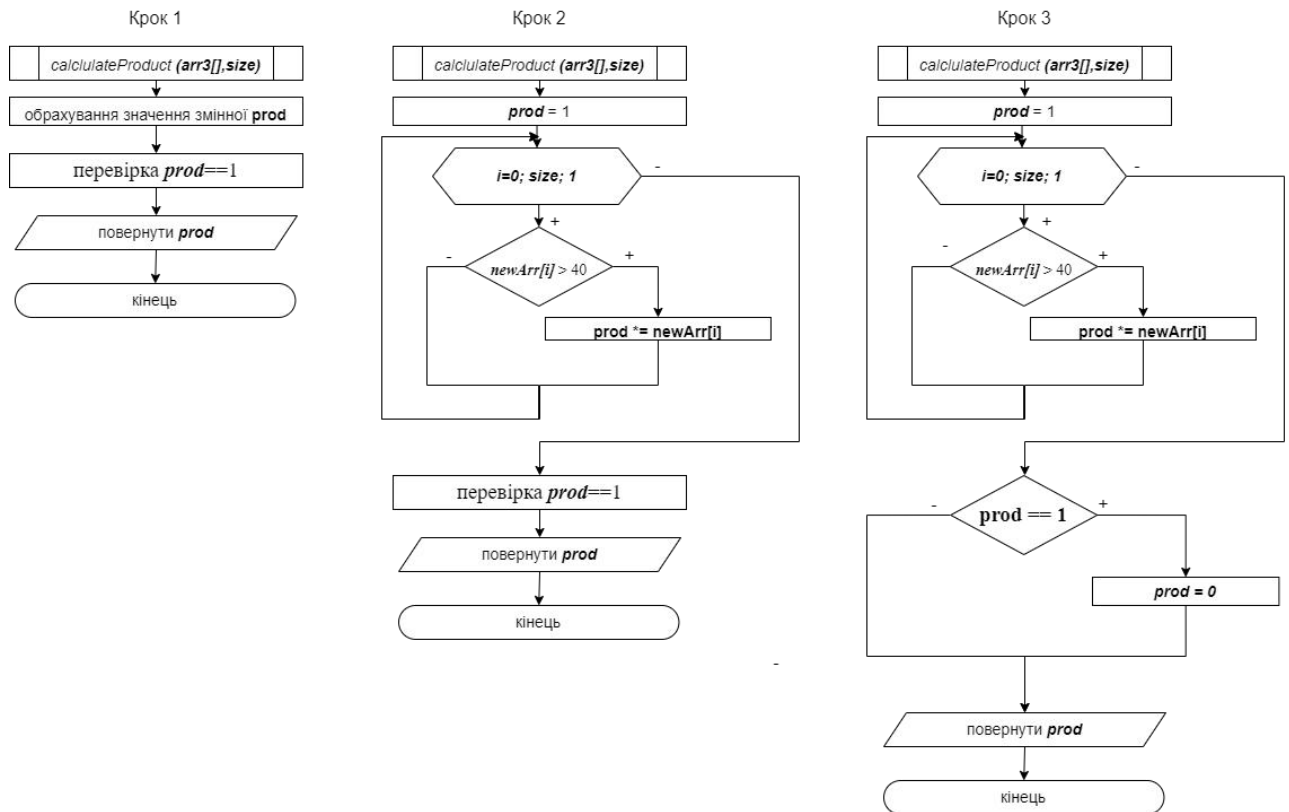 Крок 1
calclulateProduct (arr3[],size)
обрахування значення змінної prod
перевірка prod==1
повернути prod
кінець
Крок 2
calclulateProduct (arr3[],size)
prod = 1
i=0; size; 1
-
+
newArr[i] > 40
-
+
prod *= newArr[i]
перевірка prod==1
повернути prod
кінець
-
Крок 3
calclulateProduct (arr3[],size)
prod = 1
i=0; size; 1
-
+
newArr[i] > 40
-
+
prod *= newArr[i]
prod == 1
-
+
prod = 0
повернути prod
кінець